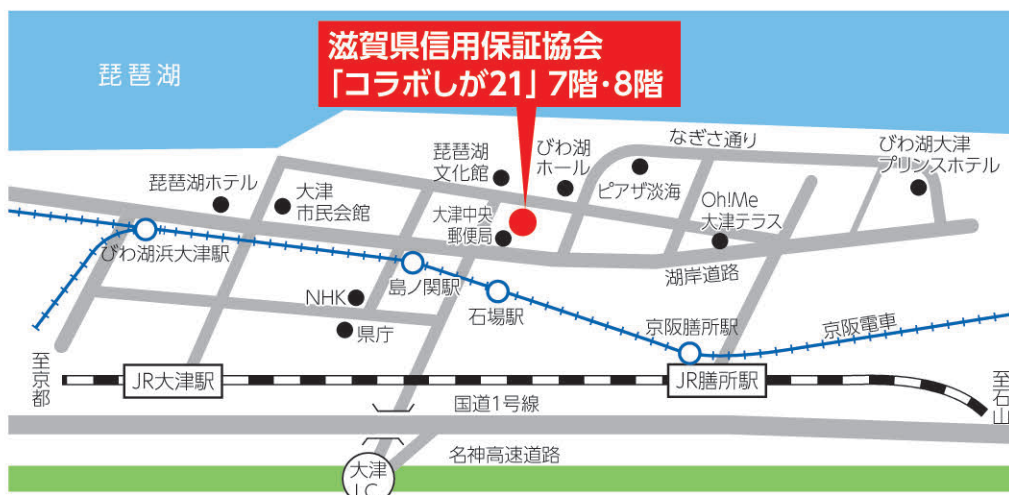 滋賀県信用保証協会
「コラボしが21」7階・8階
琵琶湖
なぎさ通り
琵琶湖
文化館
びわ湖
ホール
びわ湖大津
プリンスホテル
琵琶湖ホテル
大津
市民会館
ピアザ淡海
Oh!Me
大津テラス
大津中央
郵便局
びわ湖浜大津駅
湖岸道路
島ノ関駅
NHK
石場駅
県庁
京阪膳所駅
京阪電車
至京都
JR大津駅
JR膳所駅
至石山
国道1号線
名神高速道路
大津
I.C.